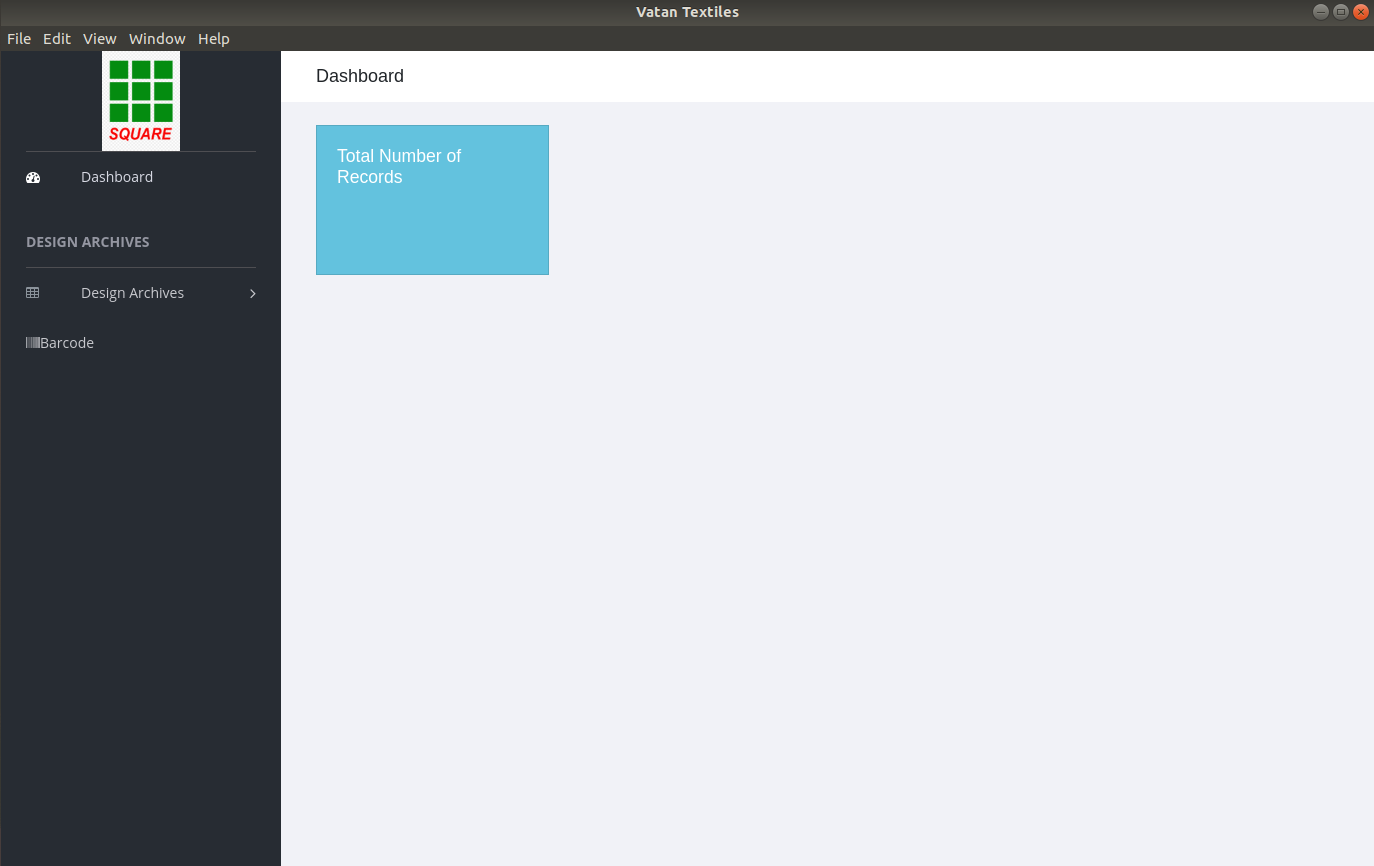 Vatan Textiles
File Edit View Window Help
SQUARE
Dashboard
DESIGN ARCHIVES
Design Archives
Barcode
Dashboard
Total Number of
Records